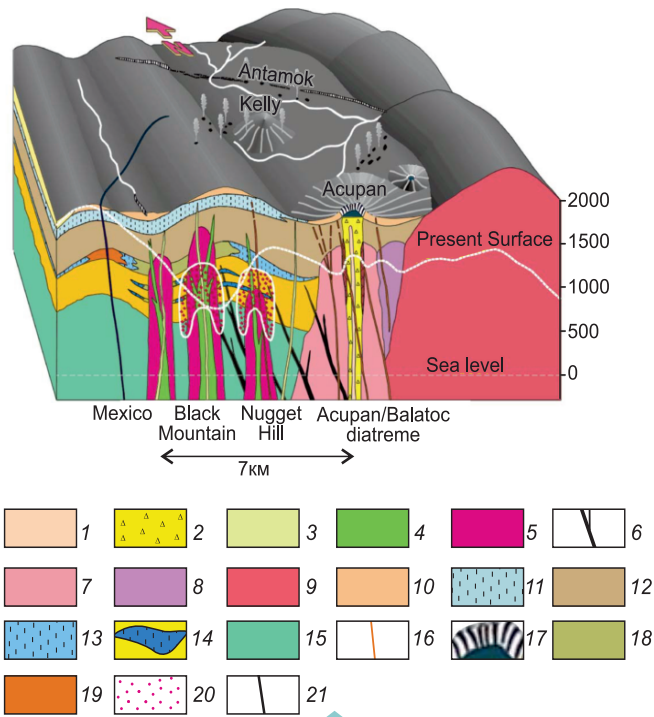 Antamok
Kelly
Acupan
2000
Present Surface
1500
1000
500
Sea level
0
Mexico
Black
Mountain
Nugget
Hill
Acupan/Balatoc
diatreme
7км
1 2 3 4 5 6
7 8 9 10 11 12
13 14 15 16 17 18
19 20 21